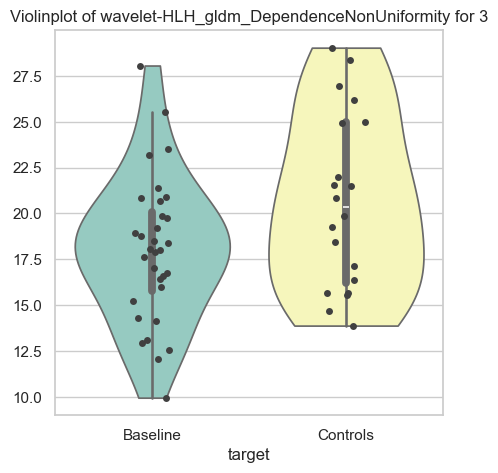 Violinplot of wavelet-HLH_gldm_DependenceNonUniformity for 3
27.5
25.0
22.5
20.0
17.5
15.0
12.5
10.0
Baseline Controls
target